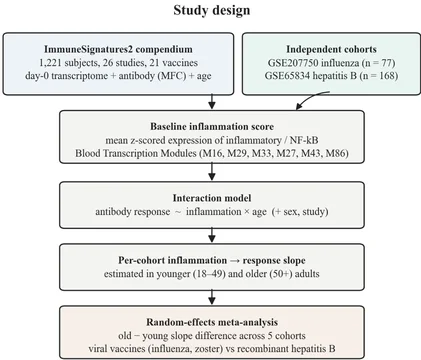 Study design
ImmuneSignatures2 compendium
1,221 subjects, 26 studies, 21 vaccines
day-0 transcriptome + antibody (MFC) + age
Independent cohorts
GSE207750 influenza (n = 77)
GSE65834 hepatitis B (n = 168)
Baseline inflammation score
mean z-scored expression of inflammatory / NF-kB
Blood Transcription Modules (M16, M29, M33, M27, M43, M86)
Interaction model
antibody response ~ inflammation × age (+ sex, study)
Per-cohort inflammation → response slope
estimated in younger (18–49) and older (50+) adults
Random-effects meta-analysis
old − young slope difference across 5 cohorts
viral vaccines (influenza, zoster) vs recombinant hepatitis B